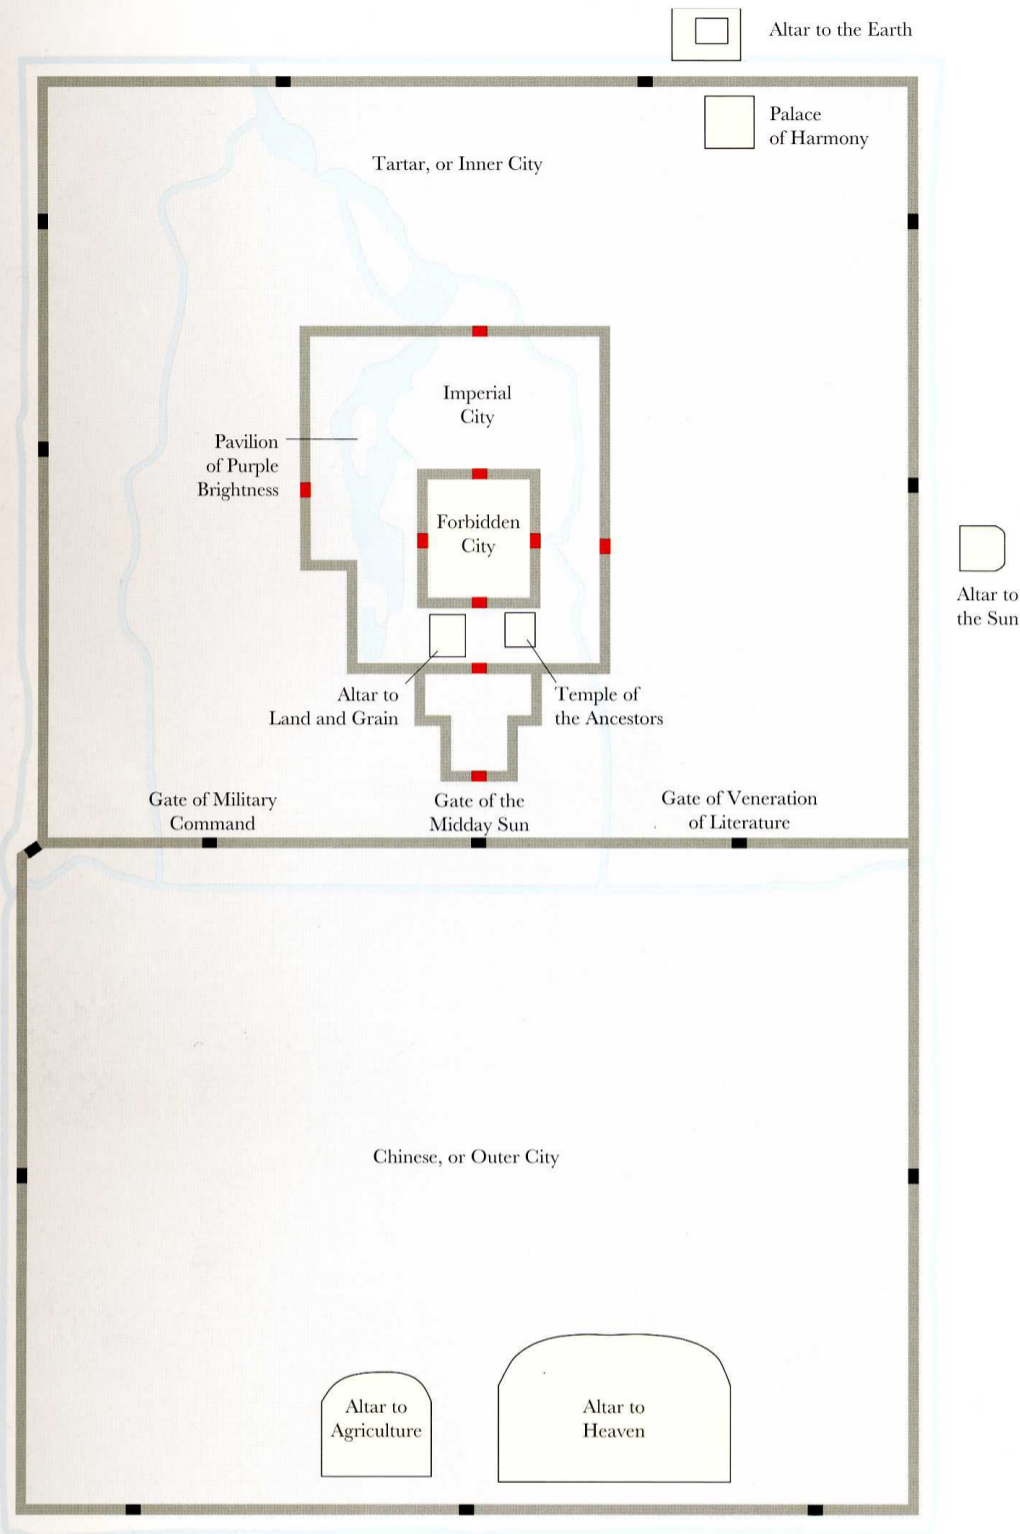 Altar to the Earth
Palace
of Harmony
Tartar, or Inner City
Imperial
City
Pavilion
of Purple
Brightness
Forbidden
City
Altar to
the Sun
Altar to
Land and Grain
Temple of
the Ancestors
Gate of Military
Command
Gate of the
Midday Sun
Gate of Veneration
of Literature
Chinese, or Outer City
Altar to
Agriculture
Altar to
Heaven